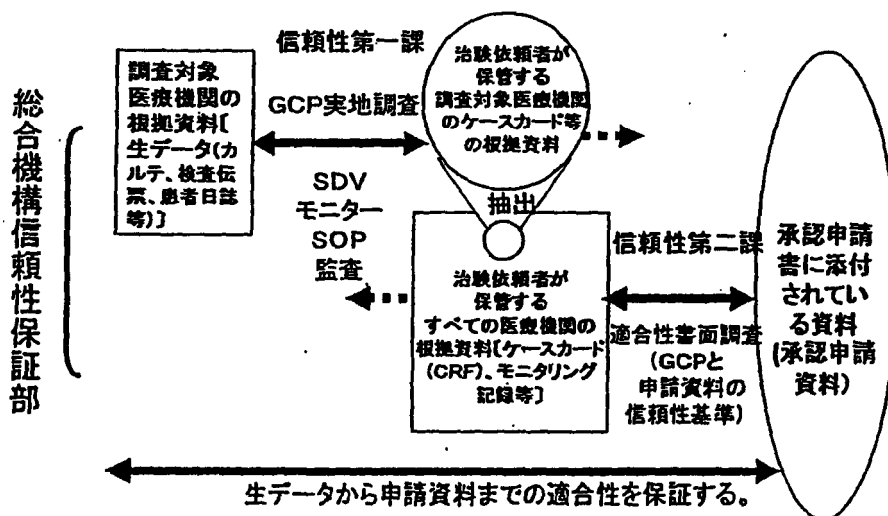 総合機構信頼性保証部
調査対象
医療機関の
根拠資料[
生データ(カ
ルテ、検査伝
票、患者日誌
等)]
信頼性第一課
GCP実地調査
SDV
モニター
SOP
監査
治験依頼者が
保管する
調査対象医療機関
のケースカード等
の根拠資料
抽出
治験依頼者が
保管する
すべての医療機関の
根拠資料[ケースカード
(CRF)、モニタリング
記録等]
信頼性第二課
適合性書面調査
(GCPと
申請資料の
信頼性基準)
承認申請
書に添付
されてい
る資料
(承認申請
資料)
生データから申請資料までの適合性を保証する。